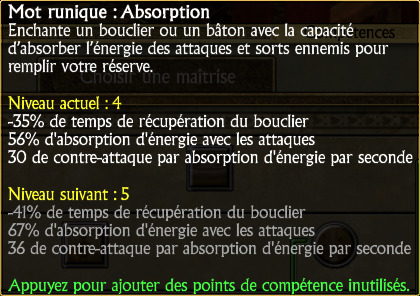 Mot runique : Absorption
Enchante un bouclier ou un bâton avec la capacité
d'absorber l'énergie des attaques et sorts ennemis pour
remplir votre réserve.
Choisir une maîtrise
Niveau actuel : 4
-35% de temps de récupération du bouclier
56% d'absorption d'énergie avec les attaques
30 de contre-attaque par absorption d'énergie par seconde
Niveau suivant : 5
-41% de temps de récupération du bouclier
67% d'absorption d'énergie avec les attaques
36 de contre-attaque par absorption d'énergie par seconde
Appuyez pour ajouter des points de compétence inutilisés.